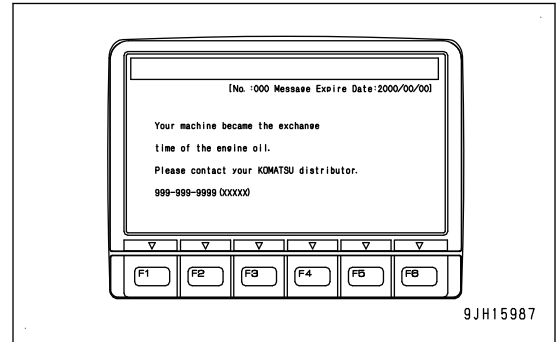 [No. :000 Message Expire Date:2000/00/00]
Your machine became the exchange
time of the engine oil.
Please contact your KOMATSU distributor.
999-999-9999(XXXXX)
F1 F2 F3 F4 F5 F6
9JH15987